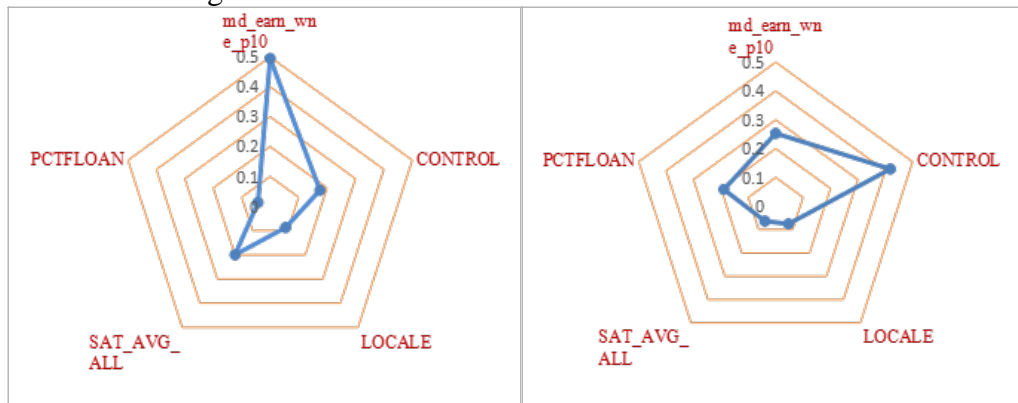 md_earn_wn
e_p10
0.5
0.4
0.3
0.2
0.1
0
PCTFLOAN
CONTROL
SAT_AVG_
ALL
LOCALE
md_earn_wn
e_p10
0.5
0.4
0.3
0.2
0.1
0
PCTFLOAN
CONTROL
SAT_AVG_
ALL
LOCALE